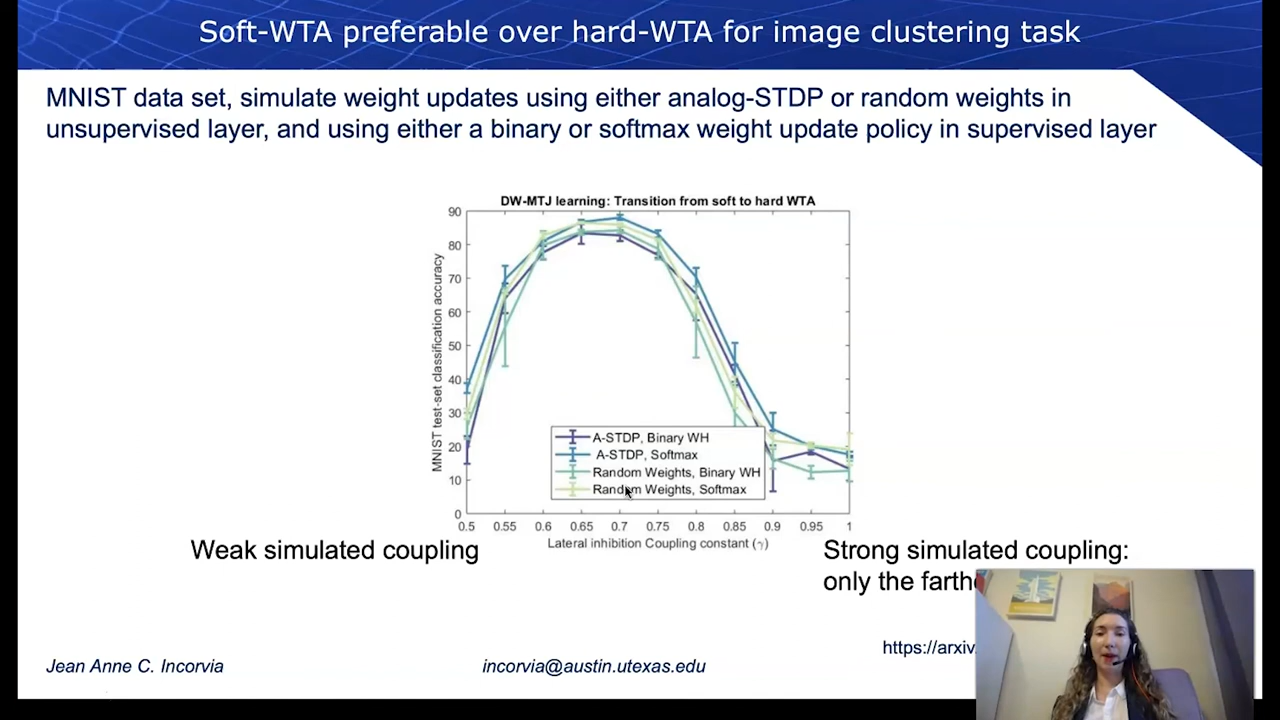 Soft-WTA preferable over hard-WTA for image clustering task
MNIST data set, simulate weight updates using either analog-STDP or random weights in
unsupervised layer, and using either a binary or softmax weight update policy in supervised layer
DW-MTJ learning: Transition from soft to hard WTA
MNIST test-set classification accuracy
90
80
70
60
50
40
30
20
10
0
A-STDP, Binary WH
A-STDP, Softmax
Random Weights, Binary WH
Random Weights, Softmax
0.5 0.55 0.6 0.65 0.7 0.75 0.8 0.85 0.9 0.95 1
Lateral inhibition Coupling constant (γ)
Weak simulated coupling
Strong simulated coupling:
only the
https://arxiv.
Jean Anne C. Incorvia
incorvia@austin.utexas.edu